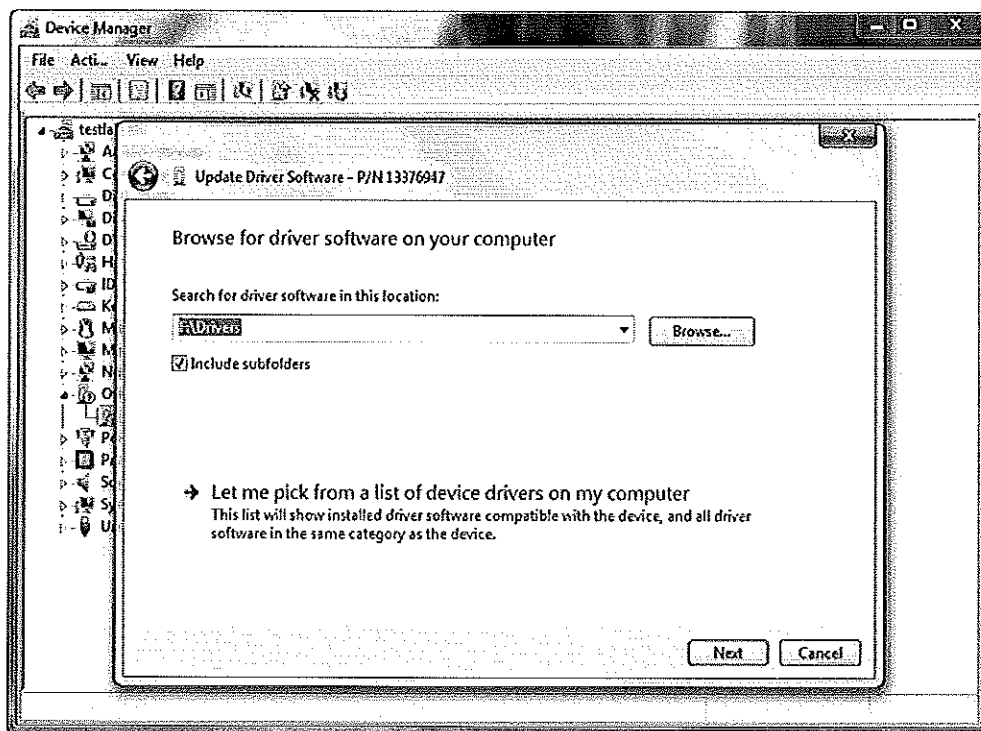 Device Manager
File Acti... View Help
testla
A
C
D
D
D
H
ID
K
M
M
N
O
P
P
So
Sy
U
Update Driver Software - P/N 13376947
Browse for driver software on your computer
Search for driver software in this location:
Browse...
Include subfolders
Let me pick from a list of device drivers on my computer
This list will show installed driver software compatible with the device, and all driver
software in the same category as the device.
Next Cancel